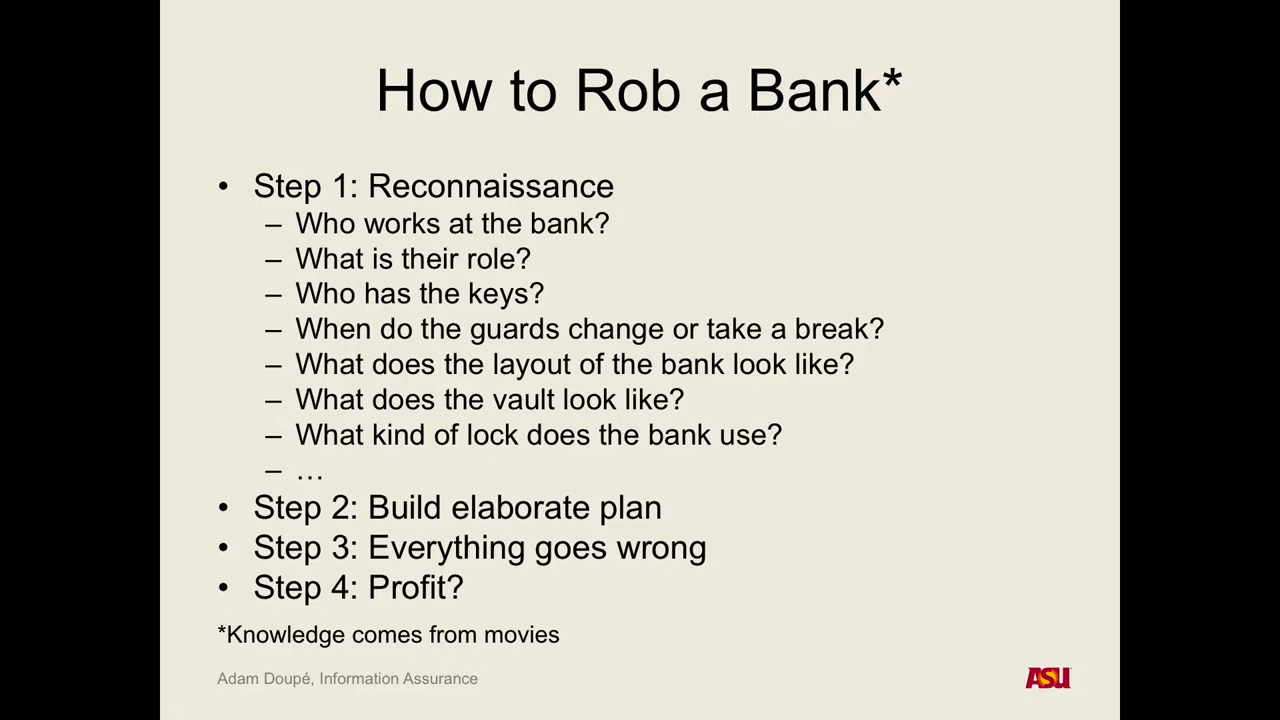 How to Rob a Bank*
• Step 1: Reconnaissance
– Who works at the bank?
– What is their role?
– Who has the keys?
– When do the guards change or take a break?
– What does the layout of the bank look like?
– What does the vault look like?
– What kind of lock does the bank use?
– …
• Step 2: Build elaborate plan
• Step 3: Everything goes wrong
• Step 4: Profit?
*Knowledge comes from movies
Adam Doupé, Information Assurance
ASU